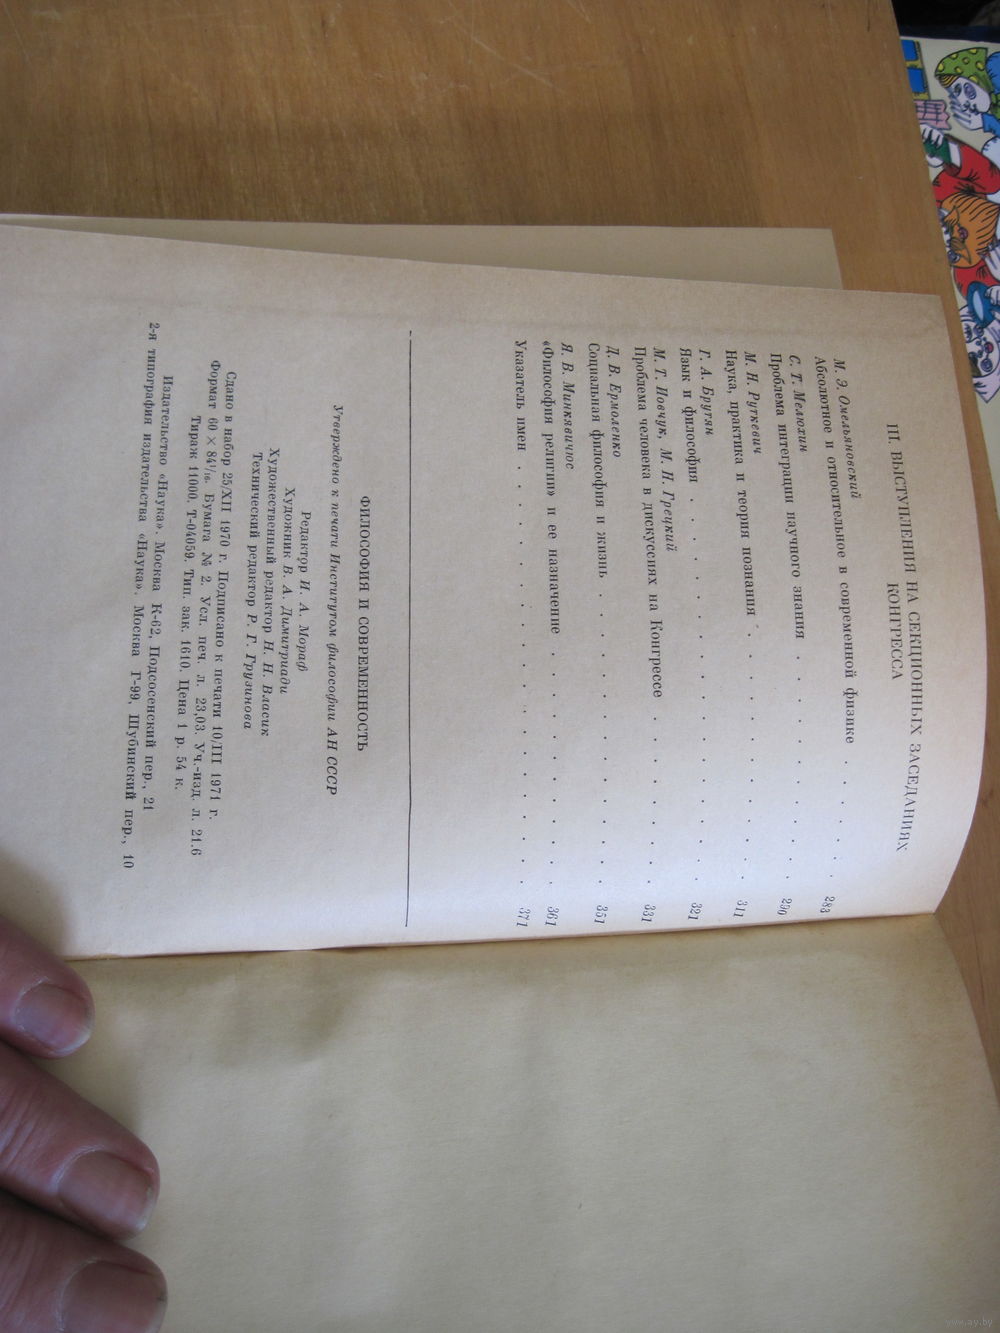 III. ВЫСТУПЛЕНИЯ НА СЕКЦИОННЫХ ЗАСЕДАНИЯХ
КОНГРЕССА
М. Э. Омельяновский
Абсолютное и относительное в современной физике . . . . . 283
С. Т. Мелюхин
Проблема интеграции научного знания . . . . . . . 290
М. Н. Руткевич
Наука, практика и теория познания . . . . . . . . 311
Г. А. Брутян
Язык и философия . . . . . . . . . . . . 321
М. Т. Иовчук, М. Н. Грецкий
Проблема человека в дискуссиях на Конгрессе . . . . . . 331
Д. В. Ермоленко
Социальная философия и жизнь . . . . . . . . . 351
Я. В. Минкявичюс
«Философия религии» и ее назначение . . . . . . . 361
Указатель имен . . . . . . . . . . . . . 371
ФИЛОСОФИЯ И СОВРЕМЕННОСТЬ
Утверждено к печати Институтом философии АН СССР
Редактор И. А. Мораф
Художник В. А. Димитриади
Художественный редактор Н. Н. Власик
Технический редактор Р. Г. Грузинова
Сдано в набор 25/XII 1970 г. Подписано к печати 10/III 1971 г.
Формат 60 × 84¹/₁₆. Бумага № 2. Усл. печ. л. 23,03. Уч.-изд. л. 21.6
Тираж 11000. Т-04059. Тип. зак. 1610. Цена 1 р. 54 к.
Издательство «Наука». Москва К-62, Подсосенский пер., 21
2-я типография издательства «Наука». Москва Г-99, Шубинский пер., 10
www.ay.by